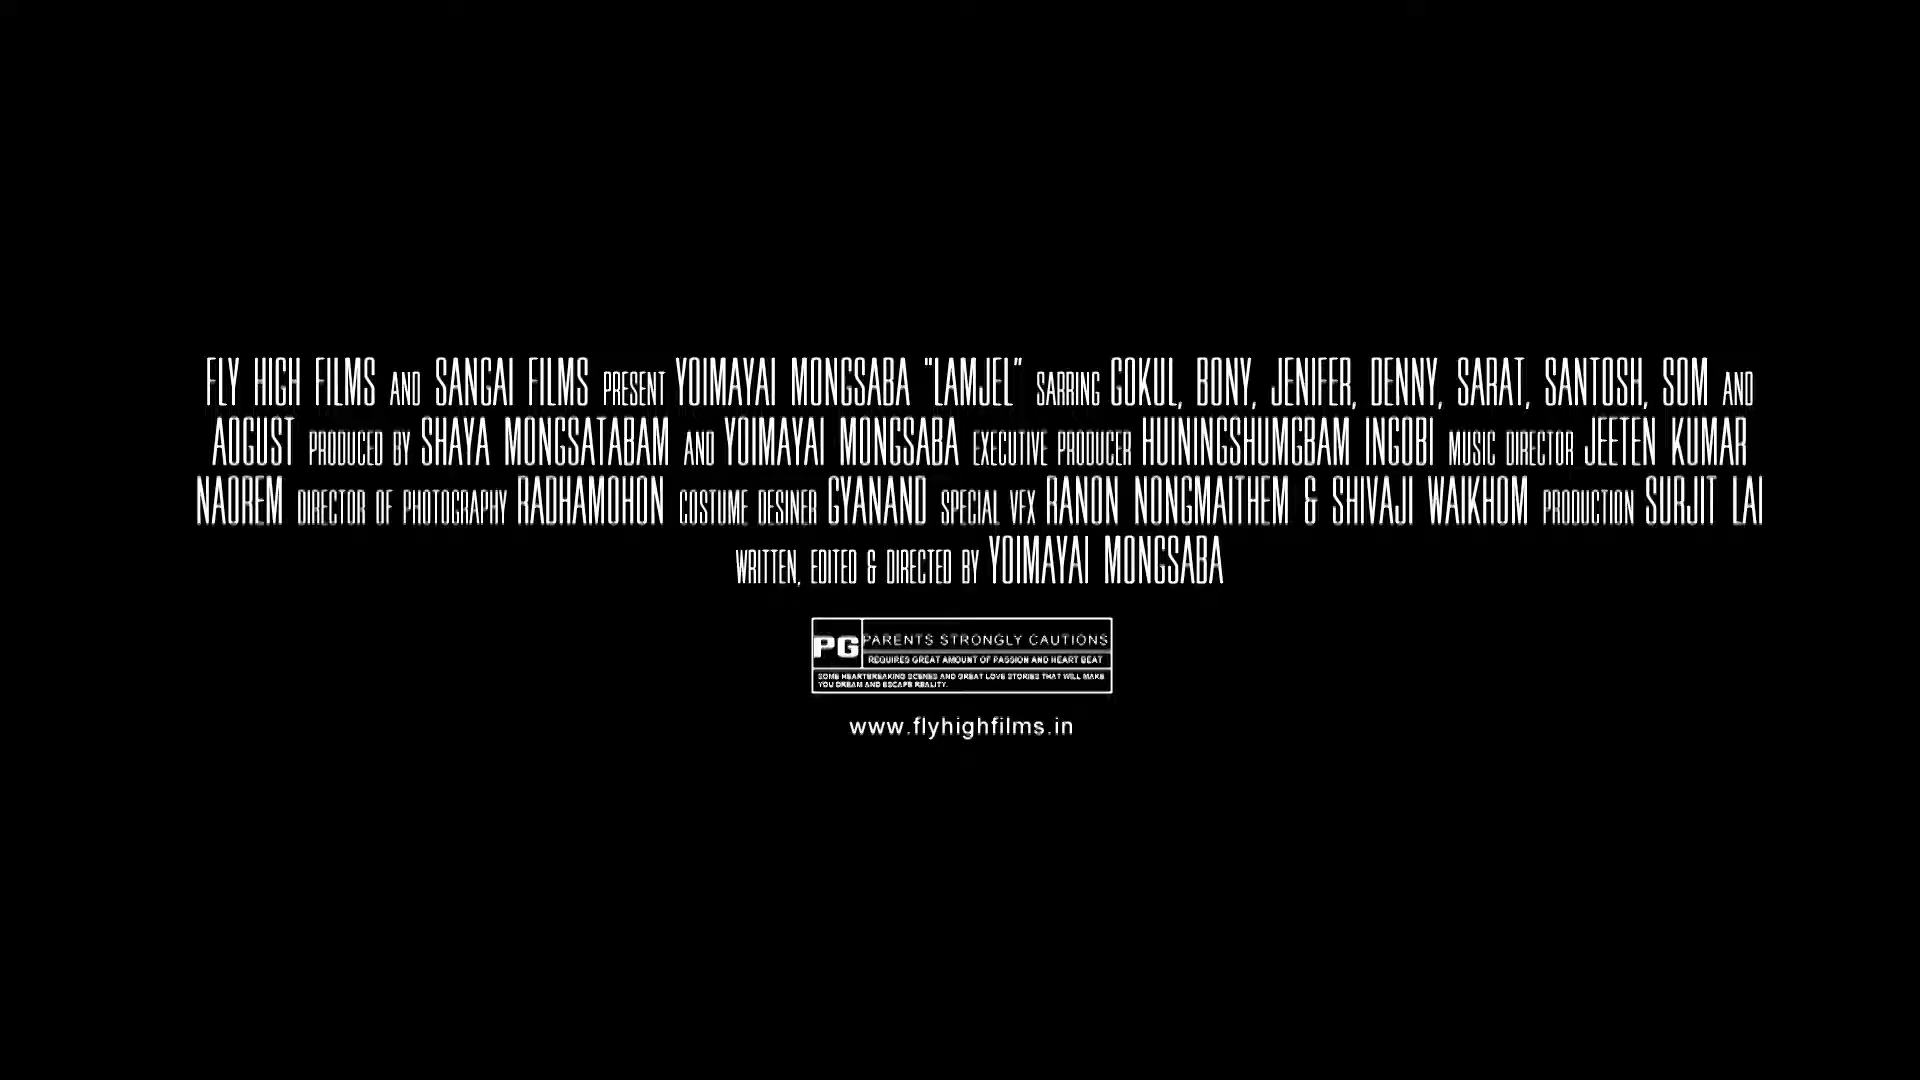 FLY HIGH FILMS AND SANGAI FILMS PRESENT YOIMAYAI MONGSABA "LAMJEL" SARRING GOKUL, BONY, JENIFER, DENNY, SARAT, SANTOSH, SOM AND
AOGUST PRODUCED BY SHAYA MONGSATABAM AND YOIMAYAI MONGSABA EXECUTIVE PRODUCER HUININGSHUMGBAM INGOBI MUSIC DIRECTOR JEETEN KUMAR
NAOREM DIRECTOR OF PHOTOGRAPHY RADHAMOHON COSTUME DESINER GYANAND SPECIAL VFX RANON NONGMAITHEM & SHIVAJI WAIKHOM PRODUCTION SURJIT LAI
WRITTEN, EDITED & DIRECTED BY YOIMAYAI MONGSABA
PG PARENTS STRONGLY CAUTIONS
REQUIRES GREAT AMOUNT OF PASSION AND HEART BEAT
SOME HEARTBREAKING SCENES AND GREAT LOVE STORIES THAT WILL MAKE
YOU DREAM AND ESCAPE REALITY.
www.flyhighfilms.in